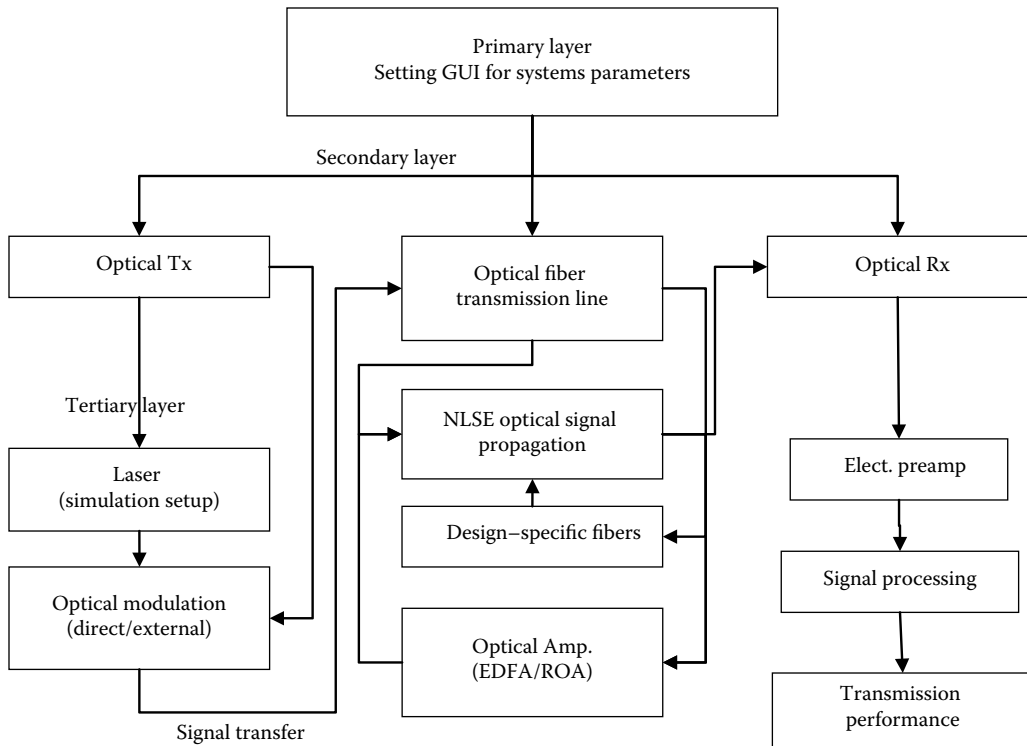 Primary layer
Setting GUI for systems parameters
Secondary layer
Optical Tx
Optical fiber
transmission line
Optical Rx
Tertiary layer
NLSE optical signal
propagation
Laser
(simulation setup)
Elect. preamp
Design–specific fibers
Optical modulation
(direct/external)
Signal processing
Optical Amp.
(EDFA/ROA)
Transmission
performance
Signal transfer